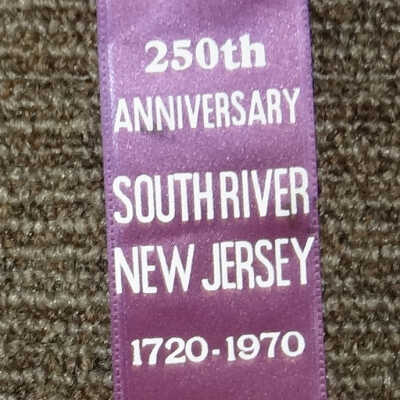 250th
ANNIVERSARY
SOUTH RIVER
NEW JERSEY
1720-1970